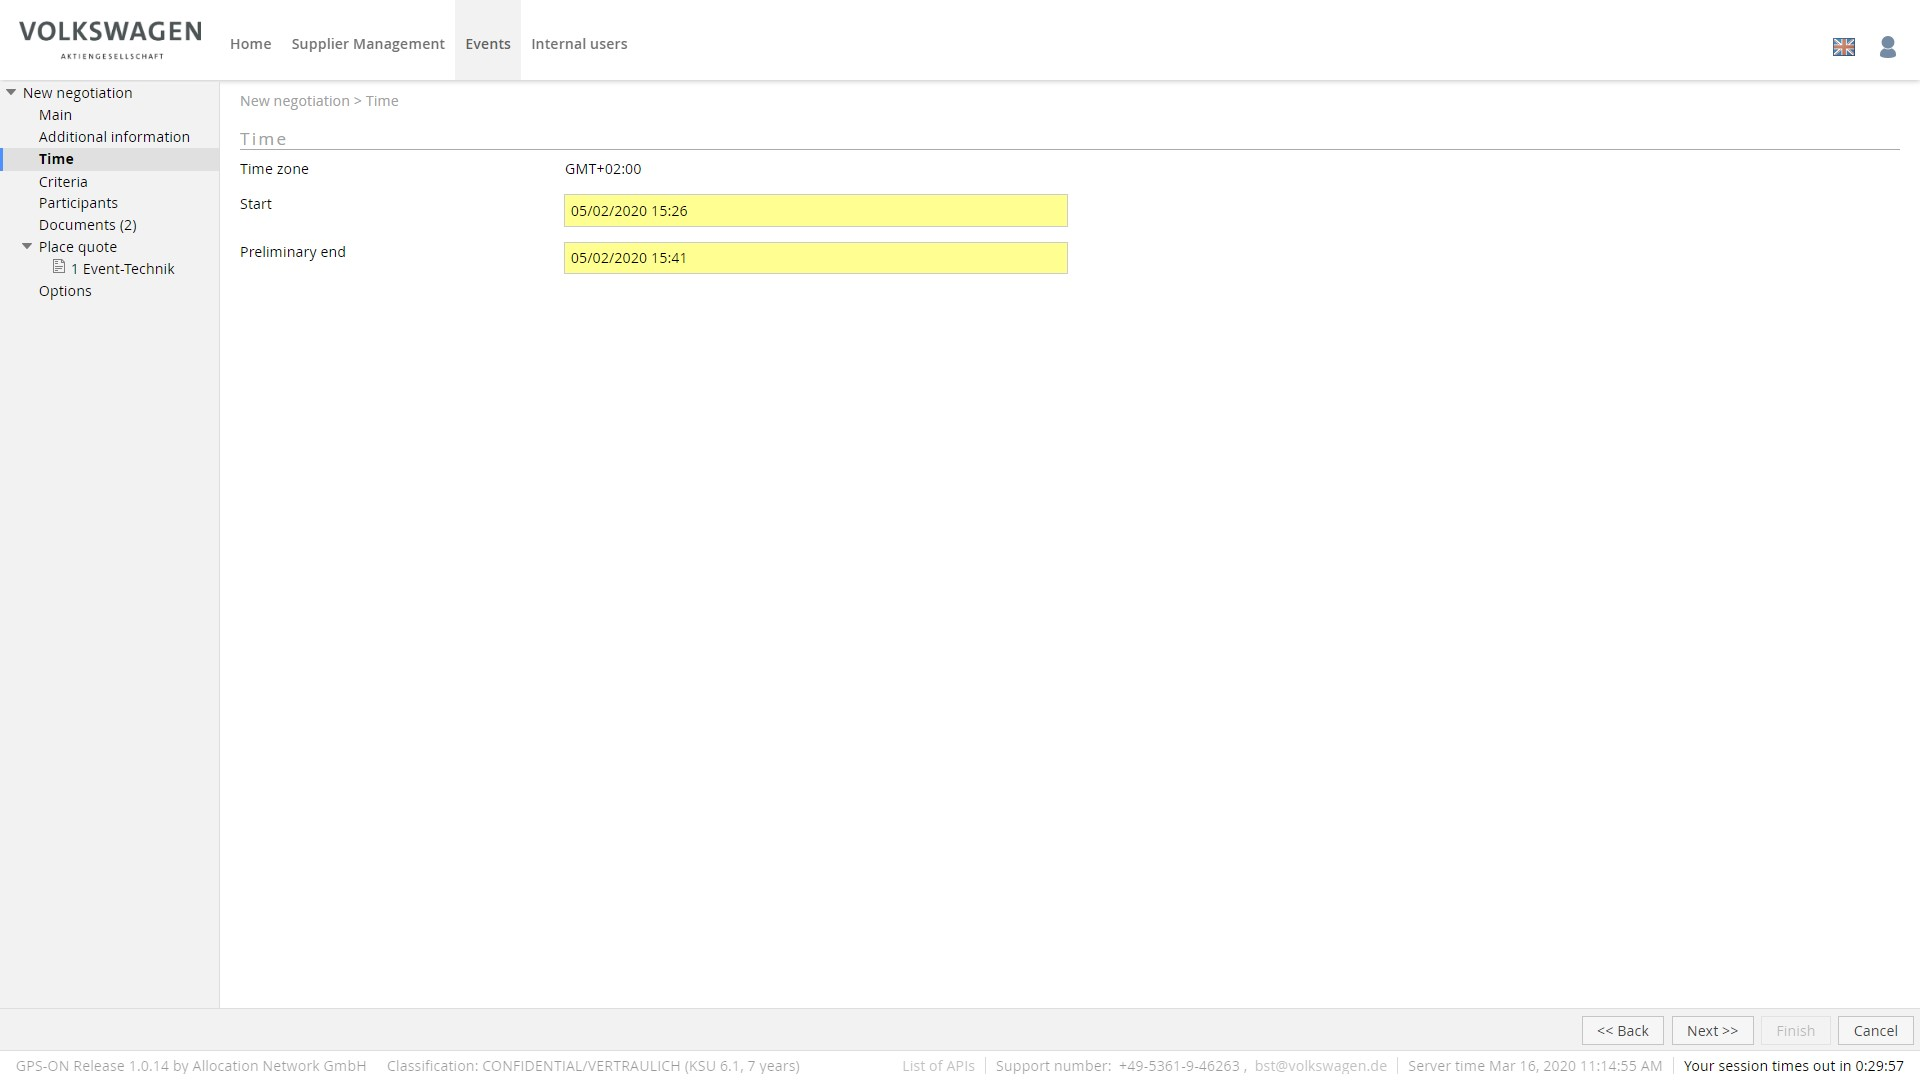 VOLKSWAGEN
AKTIENGESELLSCHAFT
Home Supplier Management Events Internal users
New negotiation
Main
Additional information
Time
Criteria
Participants
Documents (2)
Place quote
1 Event-Technik
Options
New negotiation > Time
Time
Time zone GMT+02:00
Start 05/02/2020 15:26
Preliminary end 05/02/2020 15:41
<< Back Next >> Finish Cancel
GPS-ON Release 1.0.14 by Allocation Network GmbH Classification: CONFIDENTIAL/VERTRAULICH (KSU 6.1, 7 years) List of APIs Support number: +49-5361-9-46263 , bst@volkswagen.de Server time Mar 16, 2020 11:14:55 AM Your session times out in 0:29:57